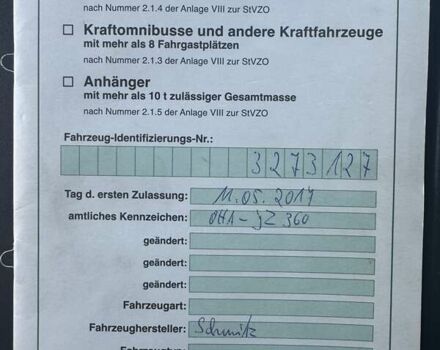 nach Nummer 2.1.4 der Anlage VIII zur StVZO
Kraftomnibusse und andere Kraftfahrzeuge
mit mehr als 8 Fahrgastplätzen
nach Nummer 2.1.3 der Anlage VIII zur StVZO
Anhänger
mit mehr als 10 t zulässiger Gesamtmasse
nach Nummer 2.1.5 der Anlage VIII zur StVZO
Fahrzeug-Identifizierungs-Nr.:
3273127
Tag d. ersten Zulassung: 11.05.2017
amtliches Kennzeichen: OHA-JZ 360
geändert:
geändert:
geändert:
Fahrzeugart:
Fahrzeughersteller: Schmitz